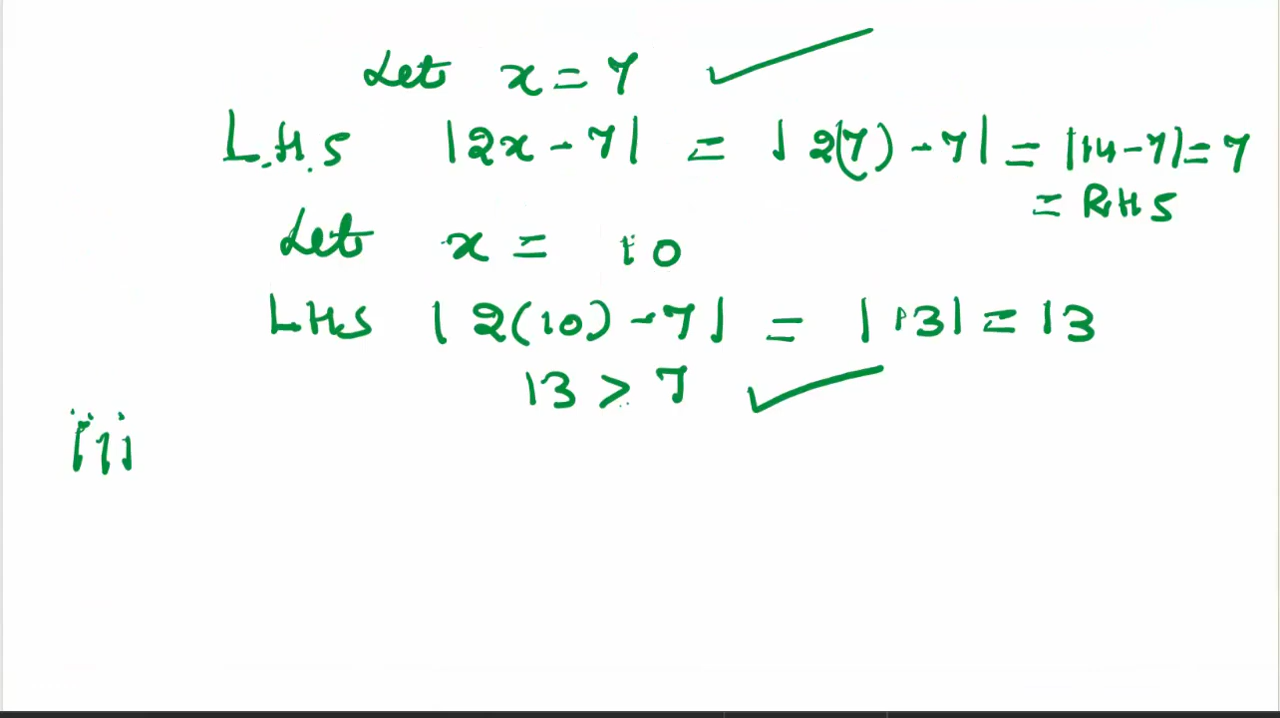 Let x = 7
L.H.S |2x - 7| = |2(7) - 7| = |14 - 7| = 7
= RHS
Let x = 10
LHS |2(10) - 7| = |13| = 13
13 > 7
iii